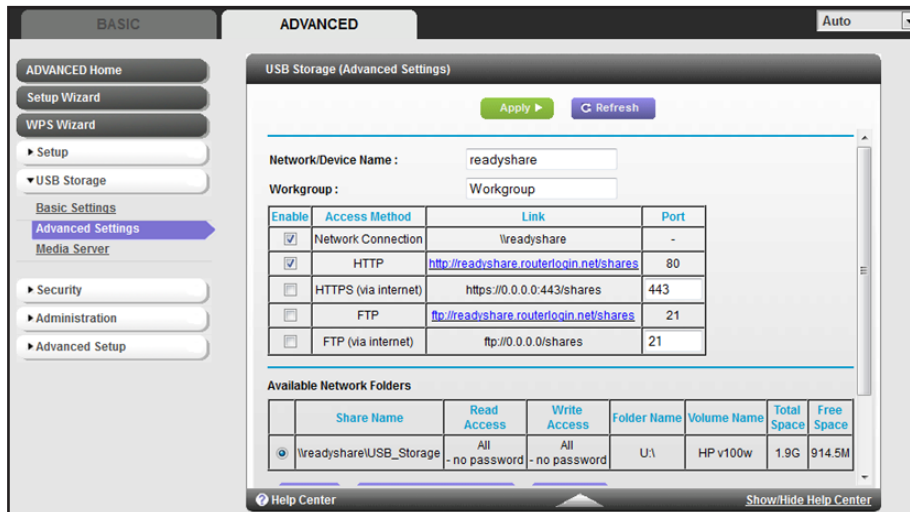 BASIC
ADVANCED
Auto
ADVANCED Home
Setup Wizard
WPS Wizard
Setup
USB Storage
Basic Settings
Advanced Settings
Media Server
Security
Administration
Advanced Setup
USB Storage (Advanced Settings)
Apply
Refresh
Network/Device Name : readyshare
Workgroup : Workgroup
Enable Access Method Link Port
Network Connection \\readyshare -
HTTP http://readyshare.routerlogin.net/shares 80
HTTPS (via internet) https://0.0.0.0:443/shares 443
FTP ftp://readyshare.routerlogin.net/shares 21
FTP (via internet) ftp://0.0.0.0/shares 21
Available Network Folders
Share Name Read Access Write Access Folder Name Volume Name Total Space Free Space
\\readyshare\USB_Storage All - no password All - no password U:\ HP v100w 1.9G 914.5M
Help Center
Show/Hide Help Center